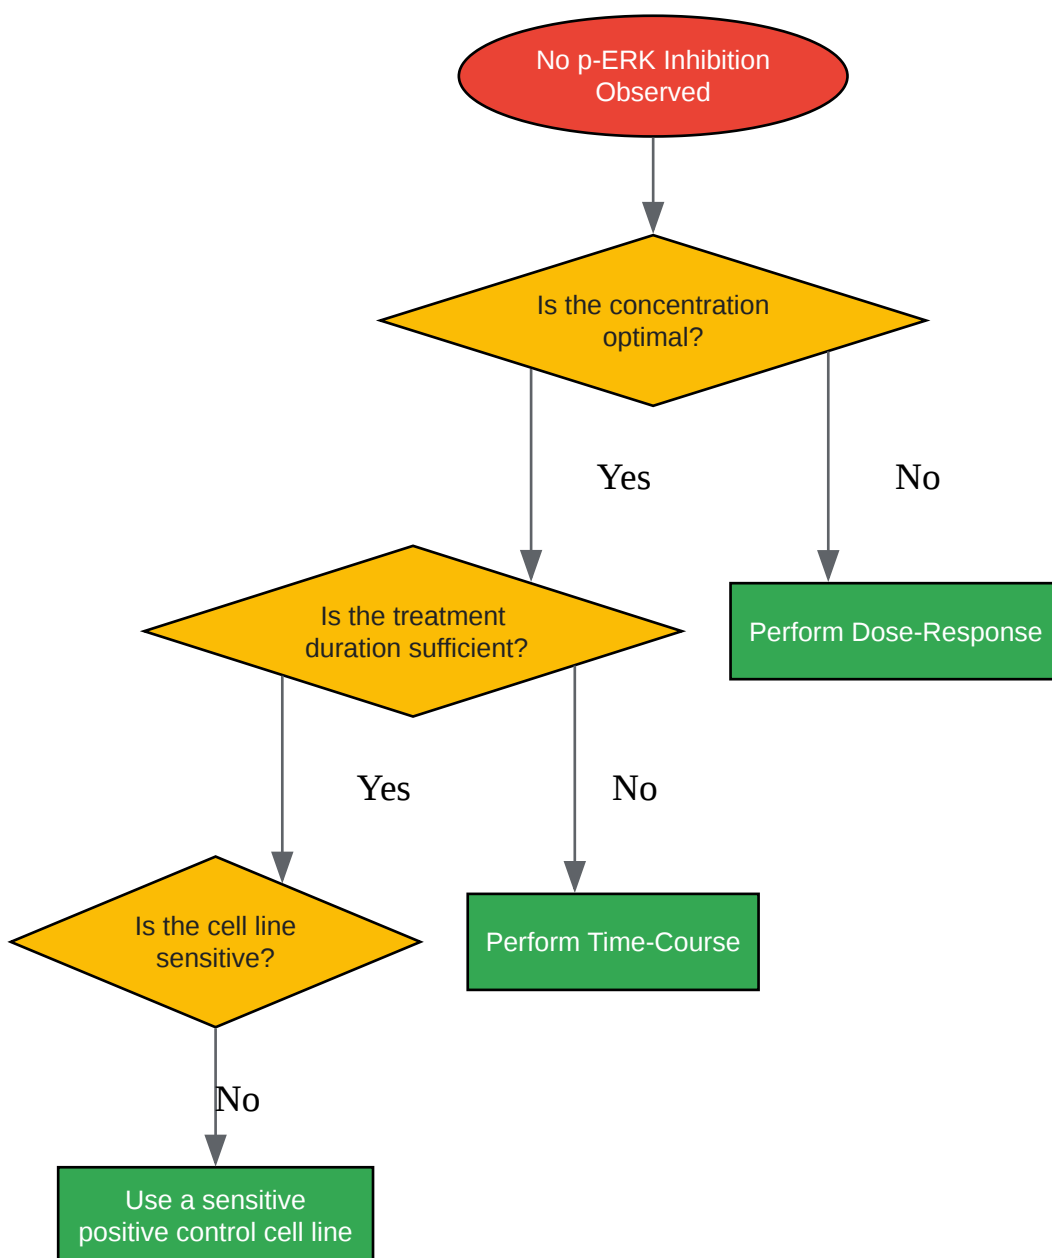 No p-ERK Inhibition
Observed
Is the concentration
optimal?
Yes
No
Is the treatment
duration sufficient?
Perform Dose-Response
Yes
No
Is the cell line
sensitive?
Perform Time-Course
No
Use a sensitive
positive control cell line